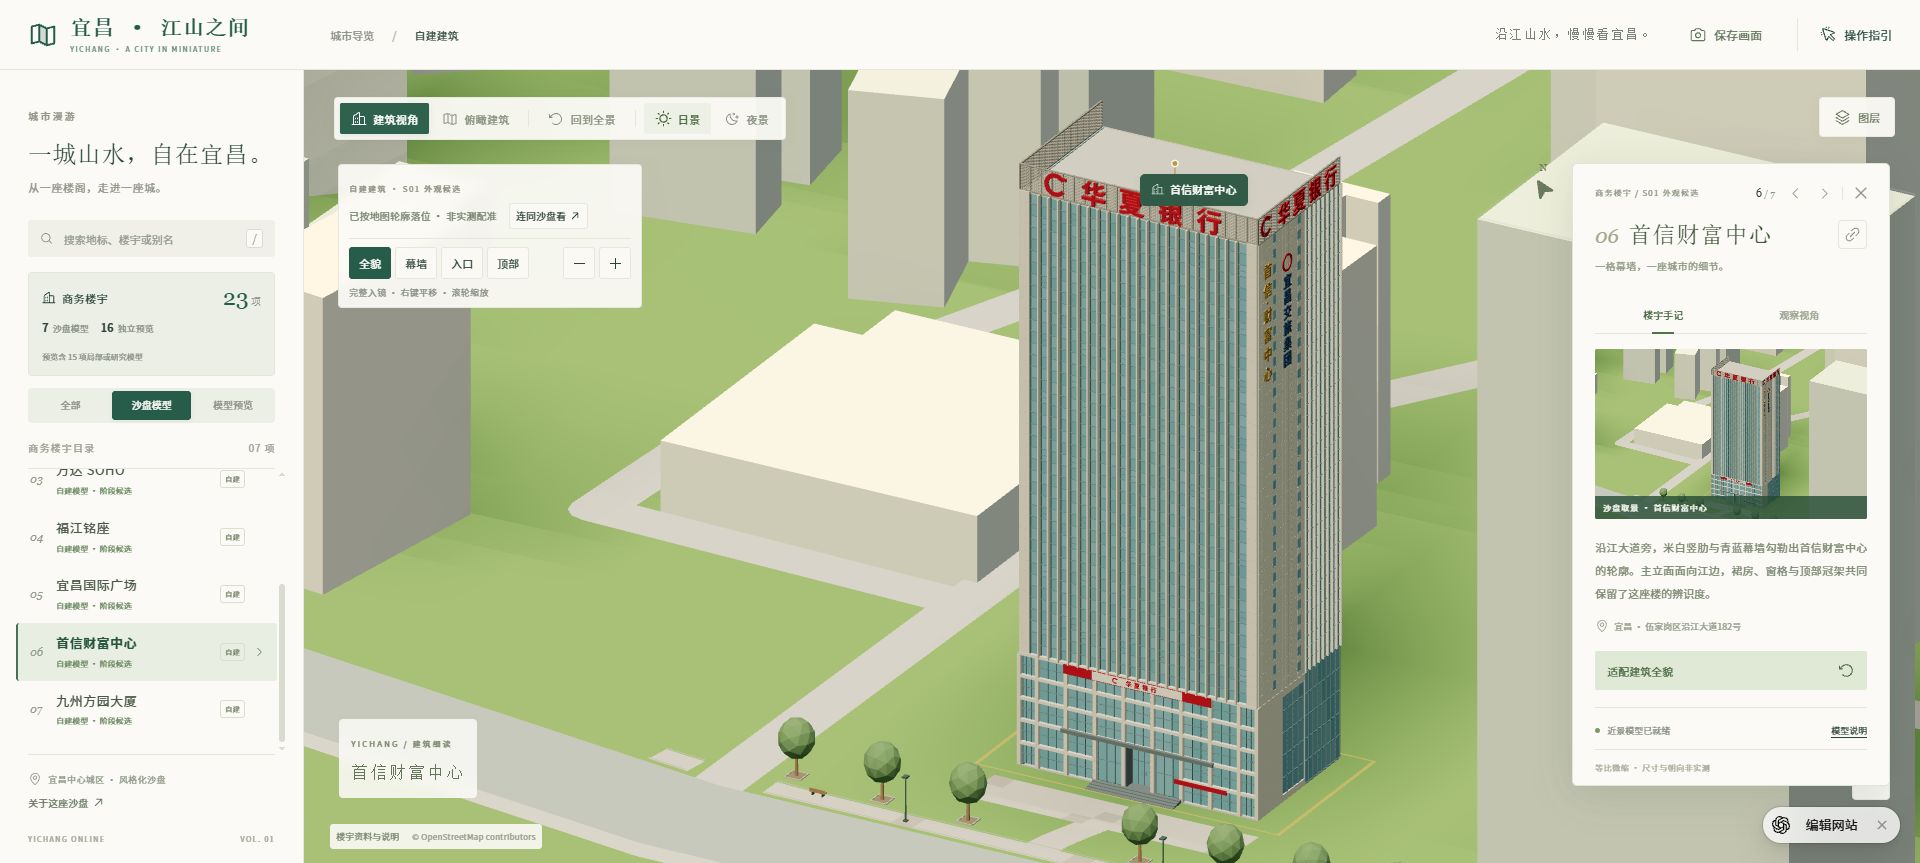 宜昌 • 江山之间
YICHANG • A CITY IN MINIATURE
城市导览 / 自建建筑
沿江山水，慢慢看宜昌。
保存画面
操作指引
城市漫游
一城山水，自在宜昌。
从一座楼阁，走进一座城。
搜索地标、楼宇或别名 /
商务楼宇 23 项
7 沙盘模型 16 独立预览
预览含 15 项局部或研究模型
全部 沙盘模型 模型预览
商务楼宇目录 07 项
03 万达 SOHO 自建
自建模型 • 阶段候选
04 福江铭座 自建
自建模型 • 阶段候选
05 宜昌国际广场 自建
自建模型 • 阶段候选
06 首信财富中心 自建
自建模型 • 阶段候选
07 九州方园大厦 自建
自建模型 • 阶段候选
宜昌中心城区 • 风格化沙盘
关于这座沙盘
YICHANG ONLINE VOL. 01
建筑视角 俯瞰建筑 回到全景 日景 夜景
自建建筑 • S01 外观候选
已按地图轮廓落位 • 非实测配准 连同沙盘看
全貌 幕墙 入口 顶部
完整入镜 • 右键平移 • 滚轮缩放
首信财富中心
华夏银行
华夏银行
首信·财富中心
宜昌交旅集团
华夏银行
YICHANG / 建筑细读
首信财富中心
楼宇资料与说明 © OpenStreetMap contributors
图层
N
商务楼宇 / S01 外观候选 6 / 7
06 首信财富中心
一格幕墙，一座城市的细节。
楼宇手记 观察视角
华夏银行
沙盘取景 • 首信财富中心
沿江大道旁，米白竖肋与青蓝幕墙勾勒出首信财富中心
的轮廓。主立面面向江边，裙房、窗格与顶部冠架共同
保留了这座楼的辨识度。
宜昌 • 伍家岗区沿江大道182号
适配建筑全貌
近景模型已就绪 模型说明
等比微缩 • 尺寸与朝向非实测
编辑网站